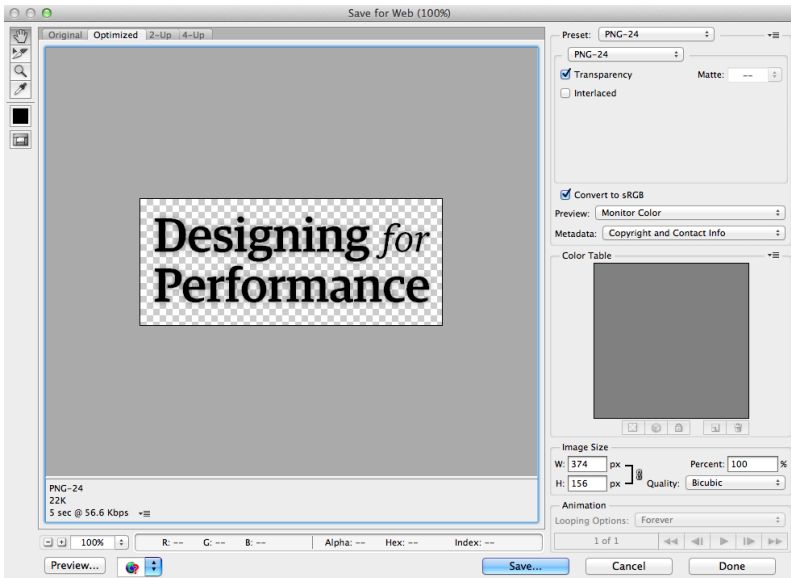 Save for Web (100%)
Original Optimized 2-Up 4-Up
Designing for
Performance
PNG-24
22K
5 sec @ 56.6 Kbps
100%
R: -- G: -- B: -- Alpha: -- Hex: -- Index: --
Preview...
Preset: PNG-24
PNG-24
Transparency Matte: --
Interlaced
Convert to sRGB
Preview: Monitor Color
Metadata: Copyright and Contact Info
Color Table
Image Size
W: 374 px Percent: 100 %
H: 156 px Quality: Bicubic
Animation
Looping Options: Forever
1 of 1
Save... Cancel Done